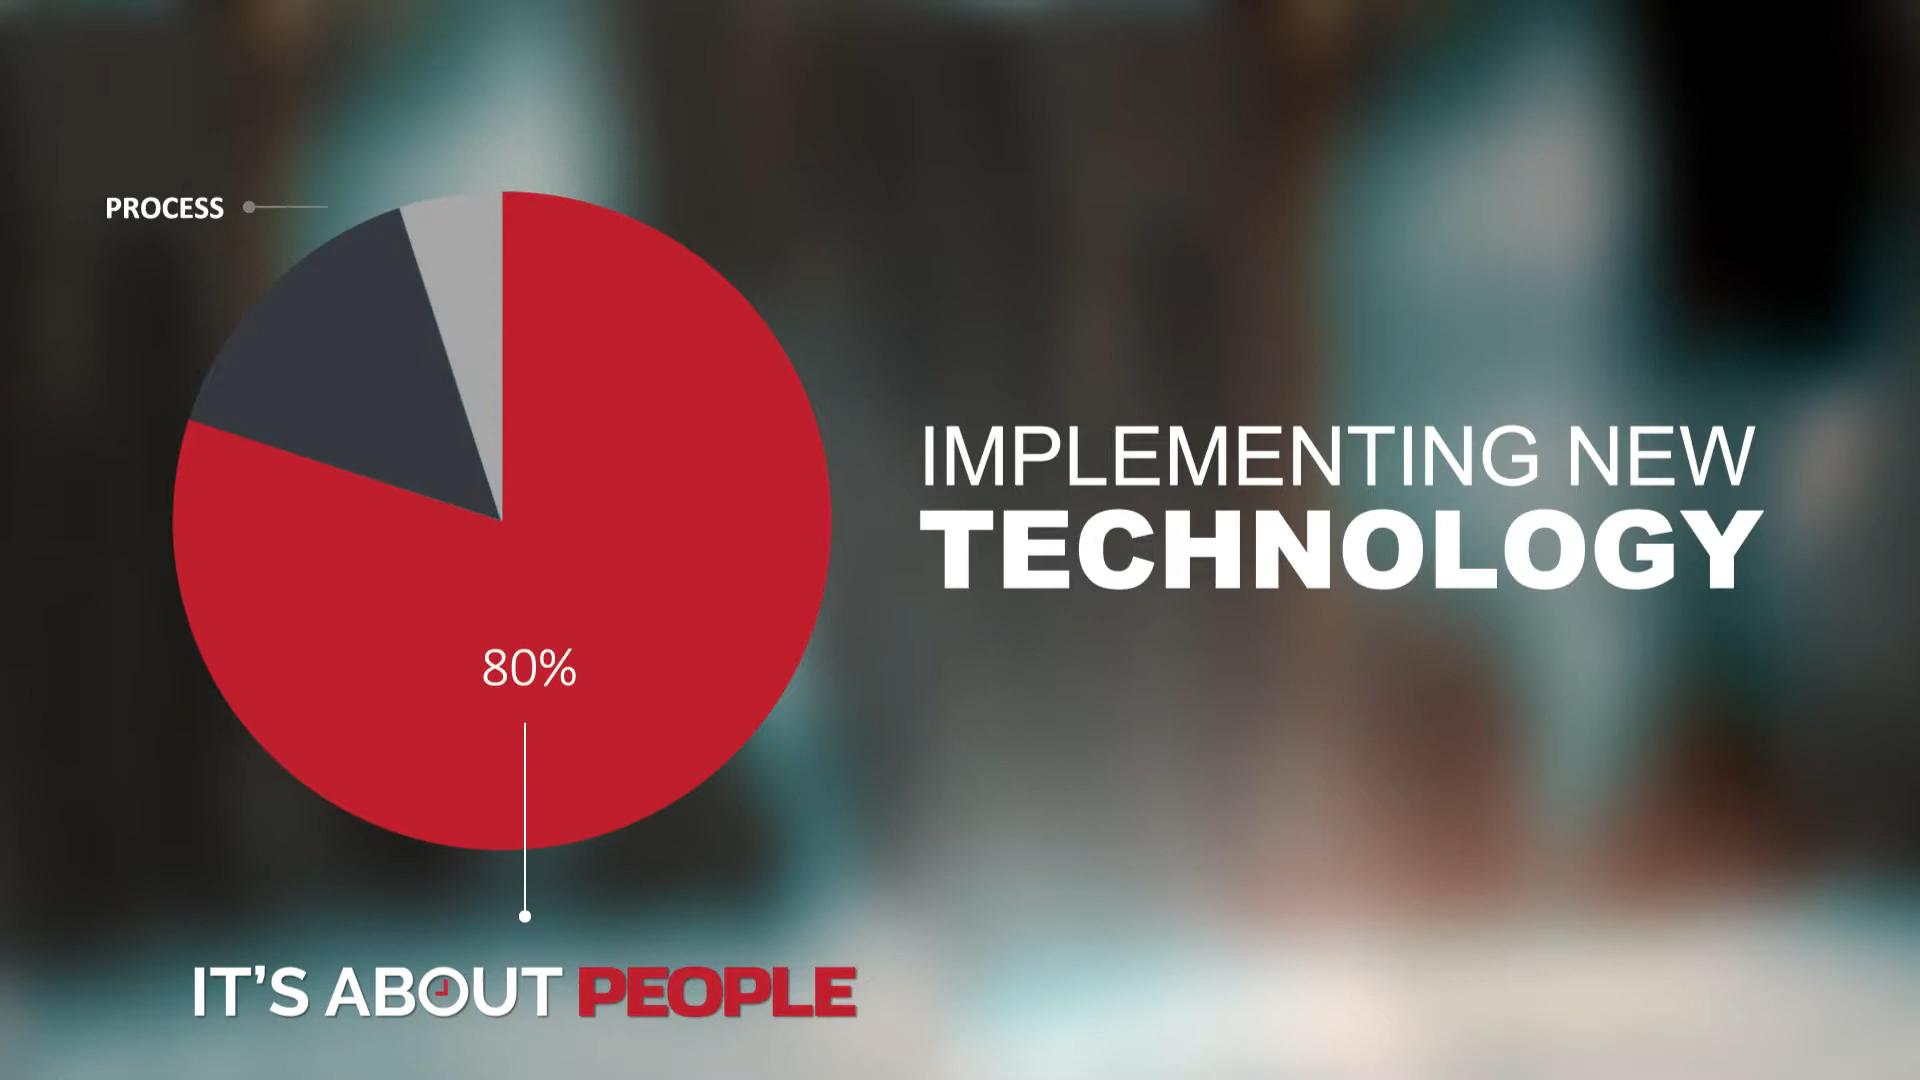 PROCESS
IMPLEMENTING NEW
TECHNOLOGY
80%
IT'S ABOUT PEOPLE